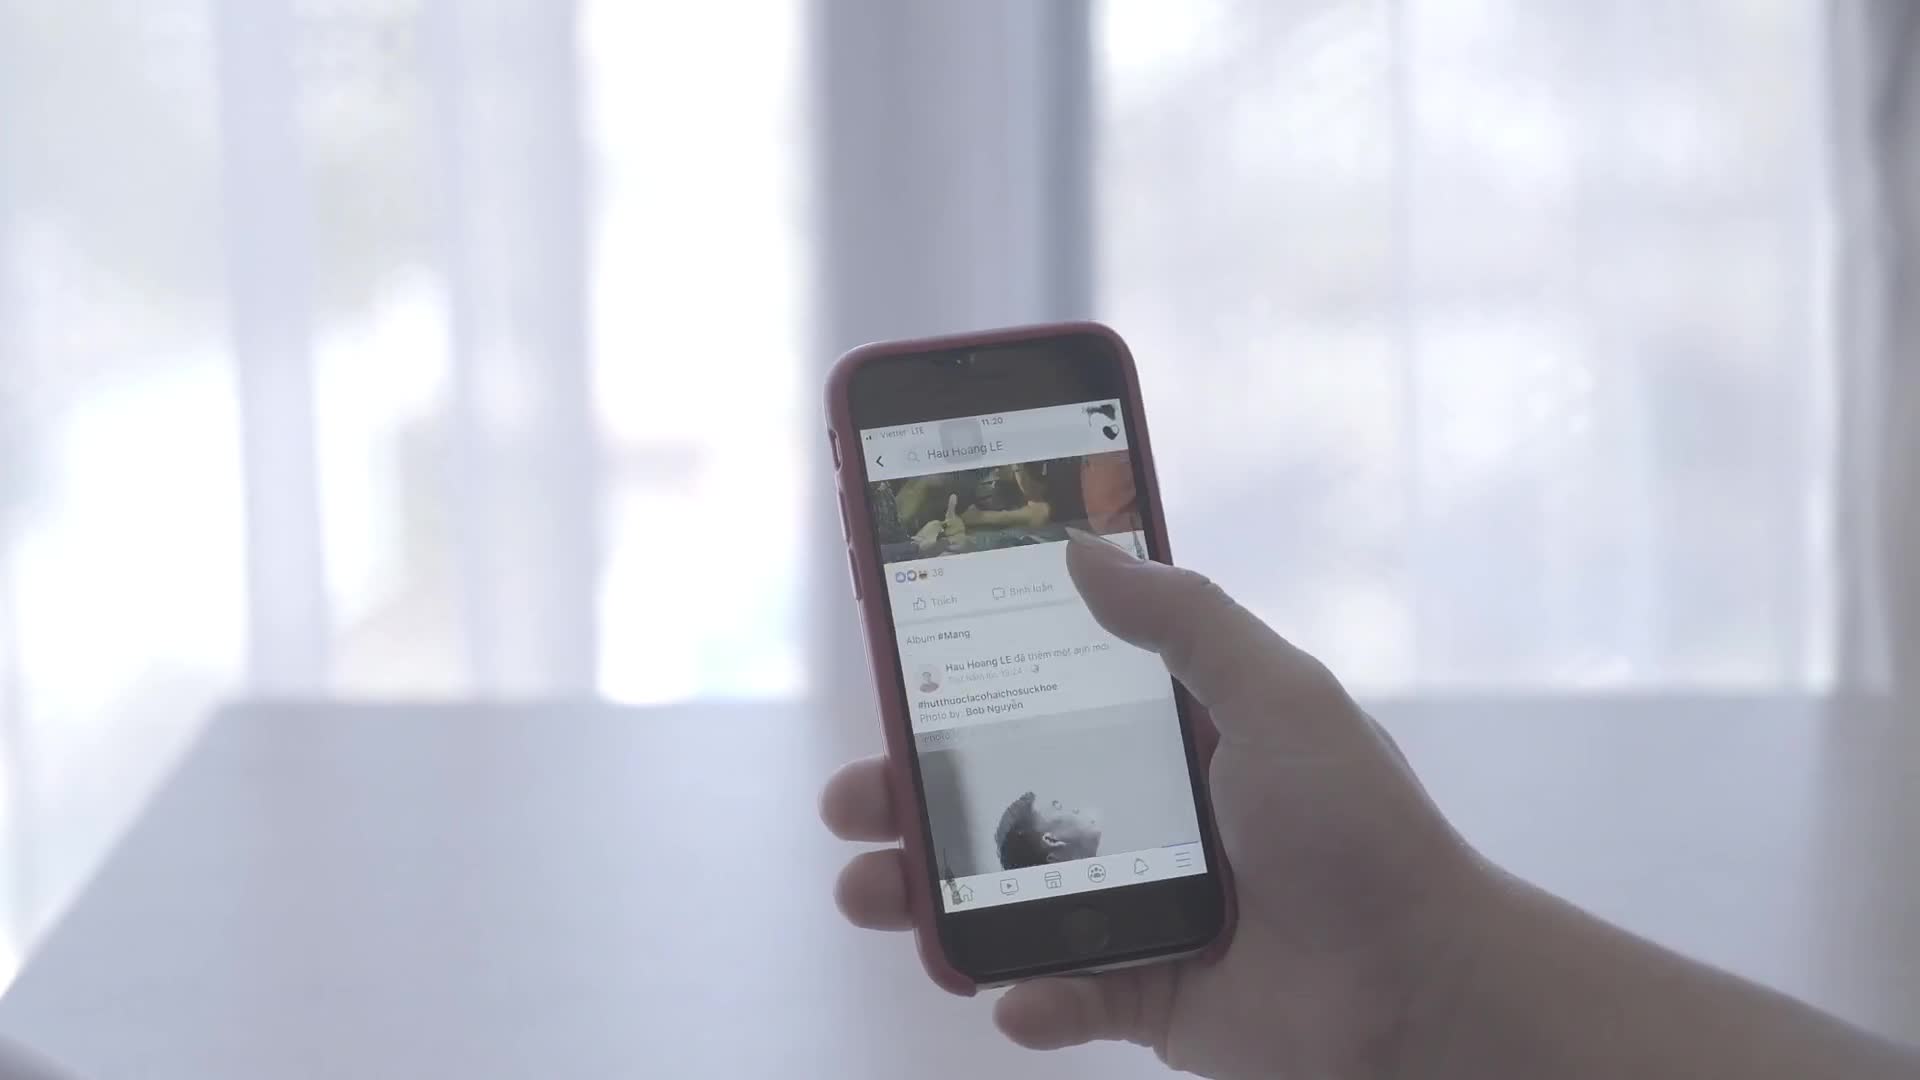 Viettel LTE
11:20
Hau Hoang LE
38
Thích
Bình luận
Album #Mang
Hau Hoang LE đã thêm một ảnh mới
#hutthuoclacohaichosuckhoe
Photo by: Bob Nguyễn